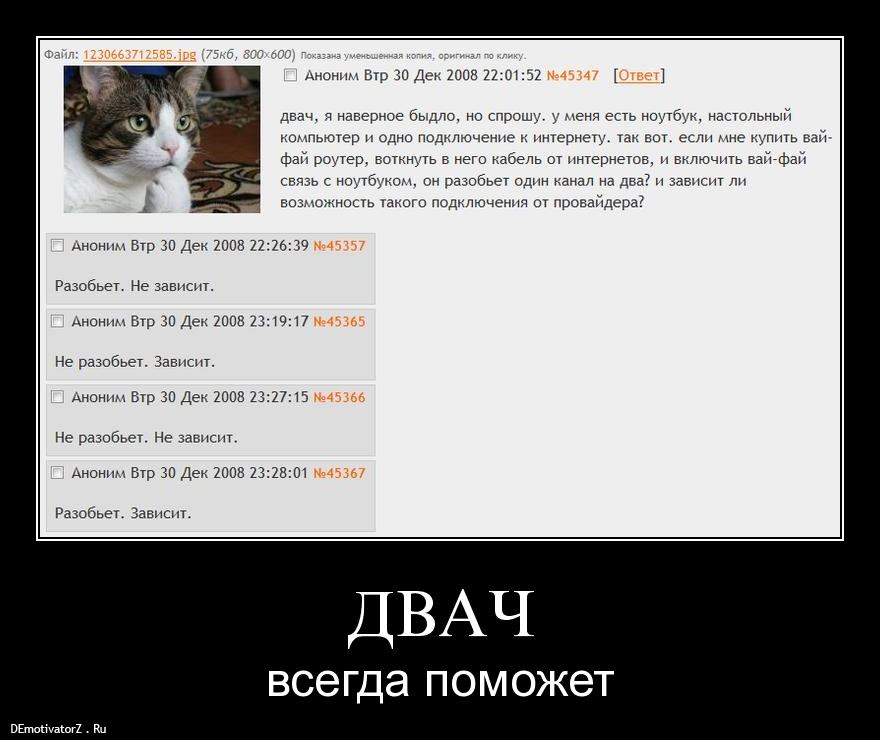 Файл: 1230663712585.jpg (75кб, 800×600) Показана уменьшенная копия, оригинал по клику.
Аноним Втр 30 Дек 2008 22:01:52 №45347 [Ответ]
двач, я наверное быдло, но спрошу. у меня есть ноутбук, настольный
компьютер и одно подключение к интернету. так вот. если мне купить вай-
фай роутер, воткнуть в него кабель от интернетов, и включить вай-фай
связь с ноутбуком, он разобьет один канал на два? и зависит ли
возможность такого подключения от провайдера?
Аноним Втр 30 Дек 2008 22:26:39 №45357
Разобьет. Не зависит.
Аноним Втр 30 Дек 2008 23:19:17 №45365
Не разобьет. Зависит.
Аноним Втр 30 Дек 2008 23:27:15 №45366
Не разобьет. Не зависит.
Аноним Втр 30 Дек 2008 23:28:01 №45367
Разобьет. Зависит.
ДВАЧ
всегда поможет
DEmotivatorZ . Ru